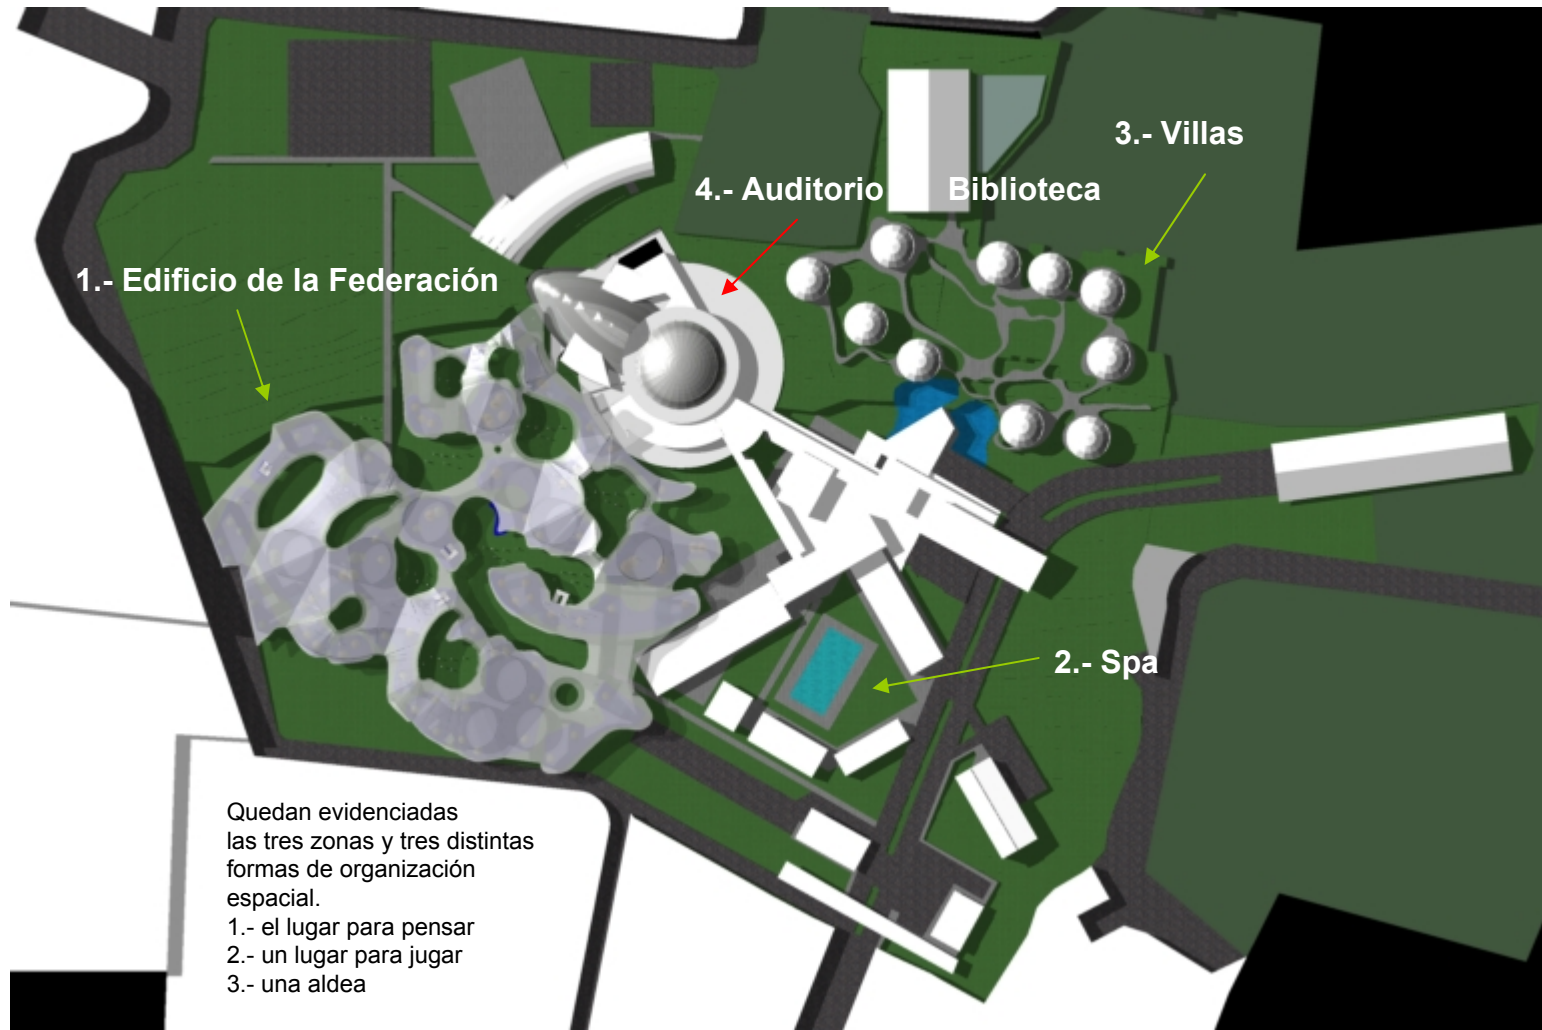 3.- Villas
4.- Auditorio Biblioteca
1.- Edificio de la Federación
2.- Spa
Quedan evidenciadas
las tres zonas y tres distintas
formas de organización
espacial.
1.- el lugar para pensar
2.- un lugar para jugar
3.- una aldea